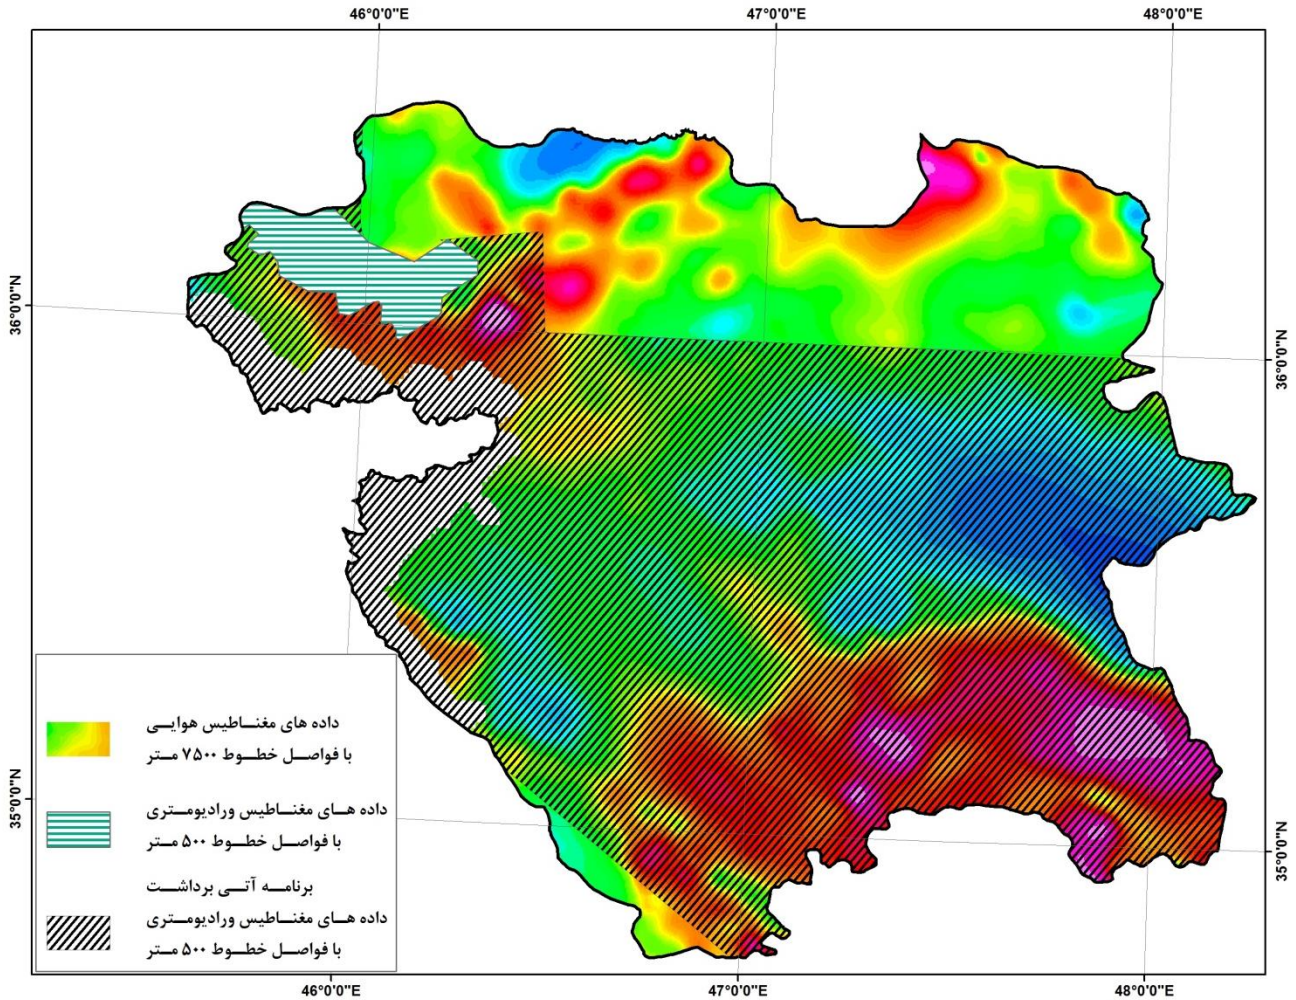 46°0'0"E
47°0'0"E
48°0'0"E
36°0'0"N
36°0'0"N
داده های مغناطیس هوایی
با فواصل خطوط ۷۵۰۰ متر
35°0'0"N
35°0'0"N
داده های مغناطیس ورادیومتری
با فواصل خطوط ۵۰۰ متر
برنامه آتی برداشت
داده های مغناطیس ورادیومتری
با فواصل خطوط ۵۰۰ متر
46°0'0"E
47°0'0"E
48°0'0"E